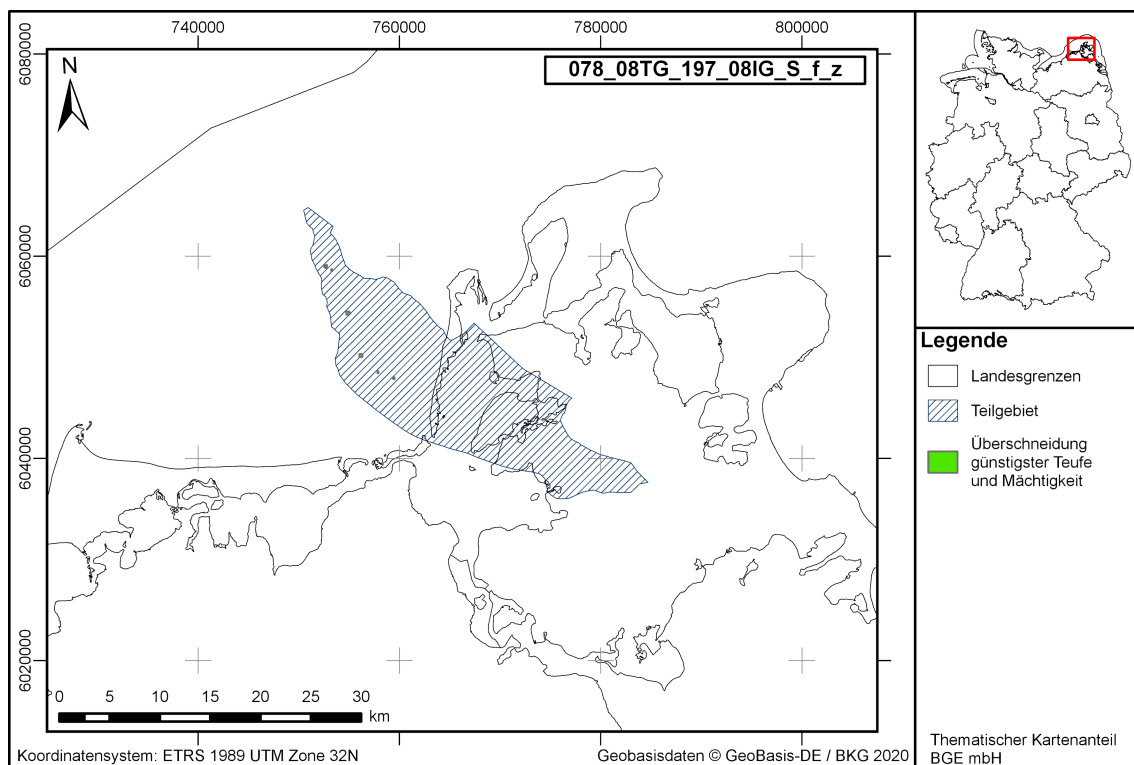 740000 760000 780000 800000
6080000
6060000
6040000
6020000
N
078_08TG_197_08IG_S_f_z
0 5 10 15 20 25 30
km
Koordinatensystem: ETRS 1989 UTM Zone 32N
Geobasisdaten © GeoBasis-DE / BKG 2020
Legende
Landesgrenzen
Teilgebiet
Überschneidung
günstigster Teufe
und Mächtigkeit
Thematischer Kartenanteil
BGE mbH